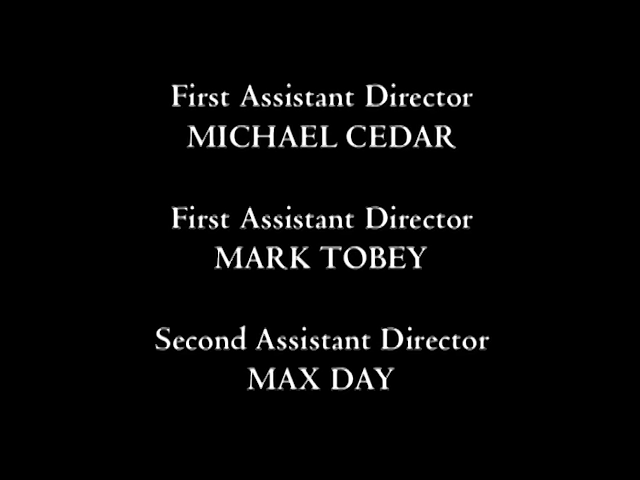 First Assistant Director
MICHAEL CEDAR
First Assistant Director
MARK TOBEY
Second Assistant Director
MAX DAY